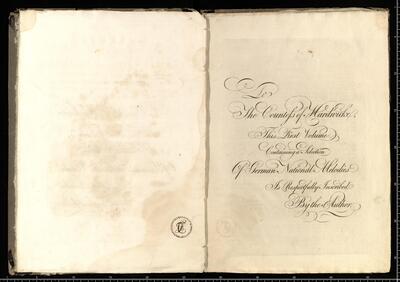 To
The Countess of Hardwicke,
This First Volume
Containing a Selection
Of German National Melodies
Is Respectfully Inscribed
By the Author.